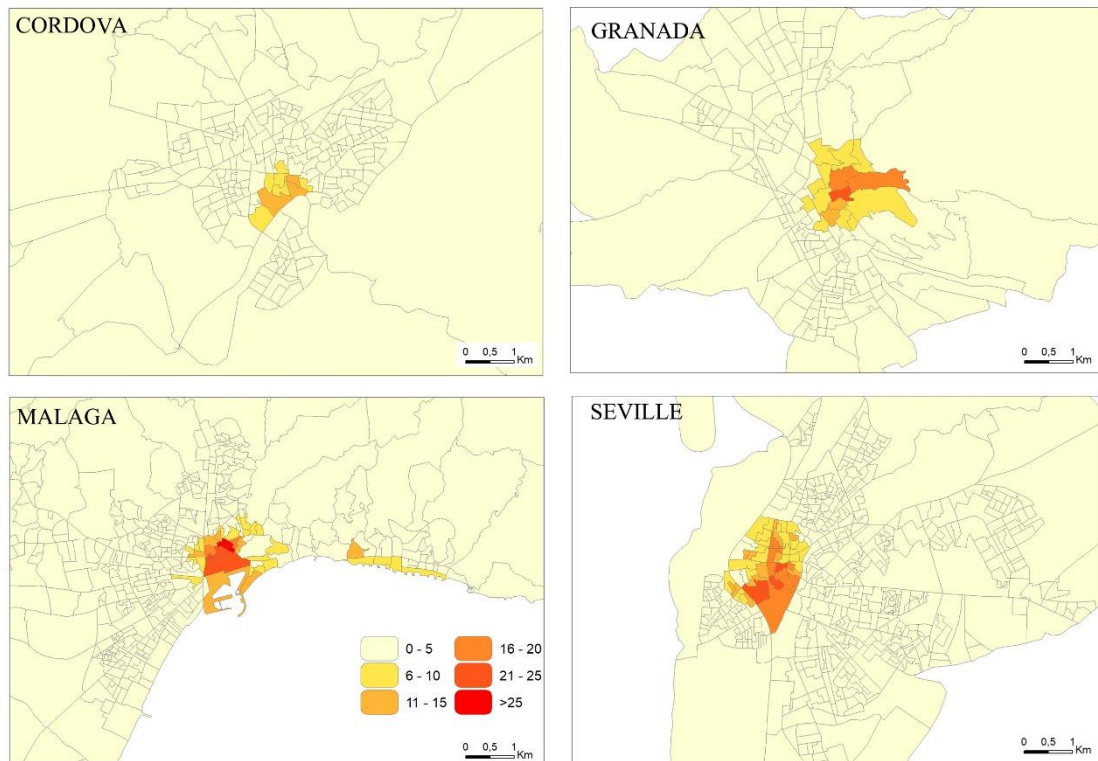 CORDOVA
0 0,5 1
Km
GRANADA
0 0,5 1
Km
MALAGA
0 - 5
6 - 10
11 - 15
16 - 20
21 - 25
>25
0 0,5 1
Km
SEVILLE
0 0,5 1
Km